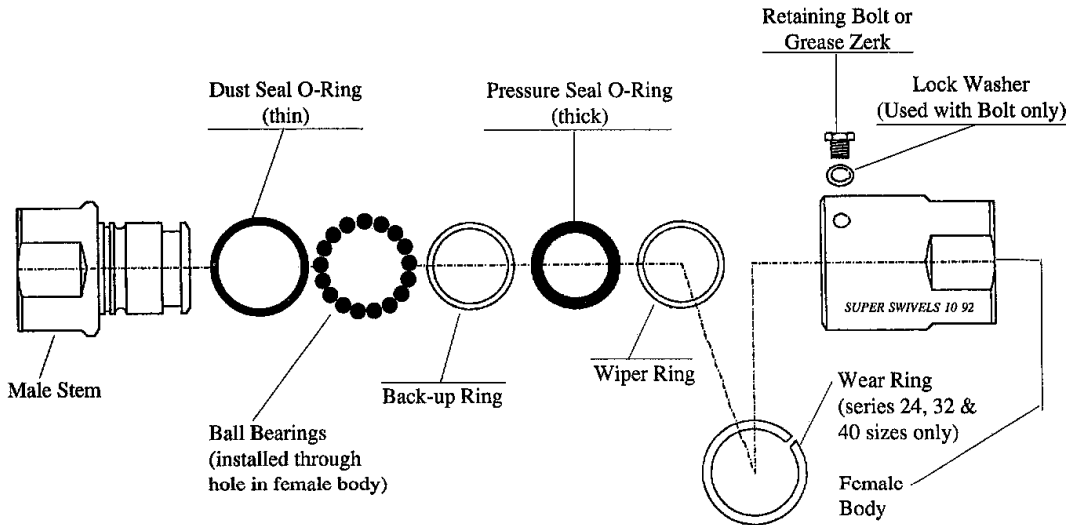 Retaining Bolt or
Grease Zerk
Dust Seal O-Ring
(thin)
Pressure Seal O-Ring
(thick)
Lock Washer
(Used with Bolt only)
SUPER SWIVELS 10 92
Male Stem
Back-up Ring
Wiper Ring
Wear Ring
(series 24, 32 &
40 sizes only)
Ball Bearings
(installed through
hole in female body)
Female
Body